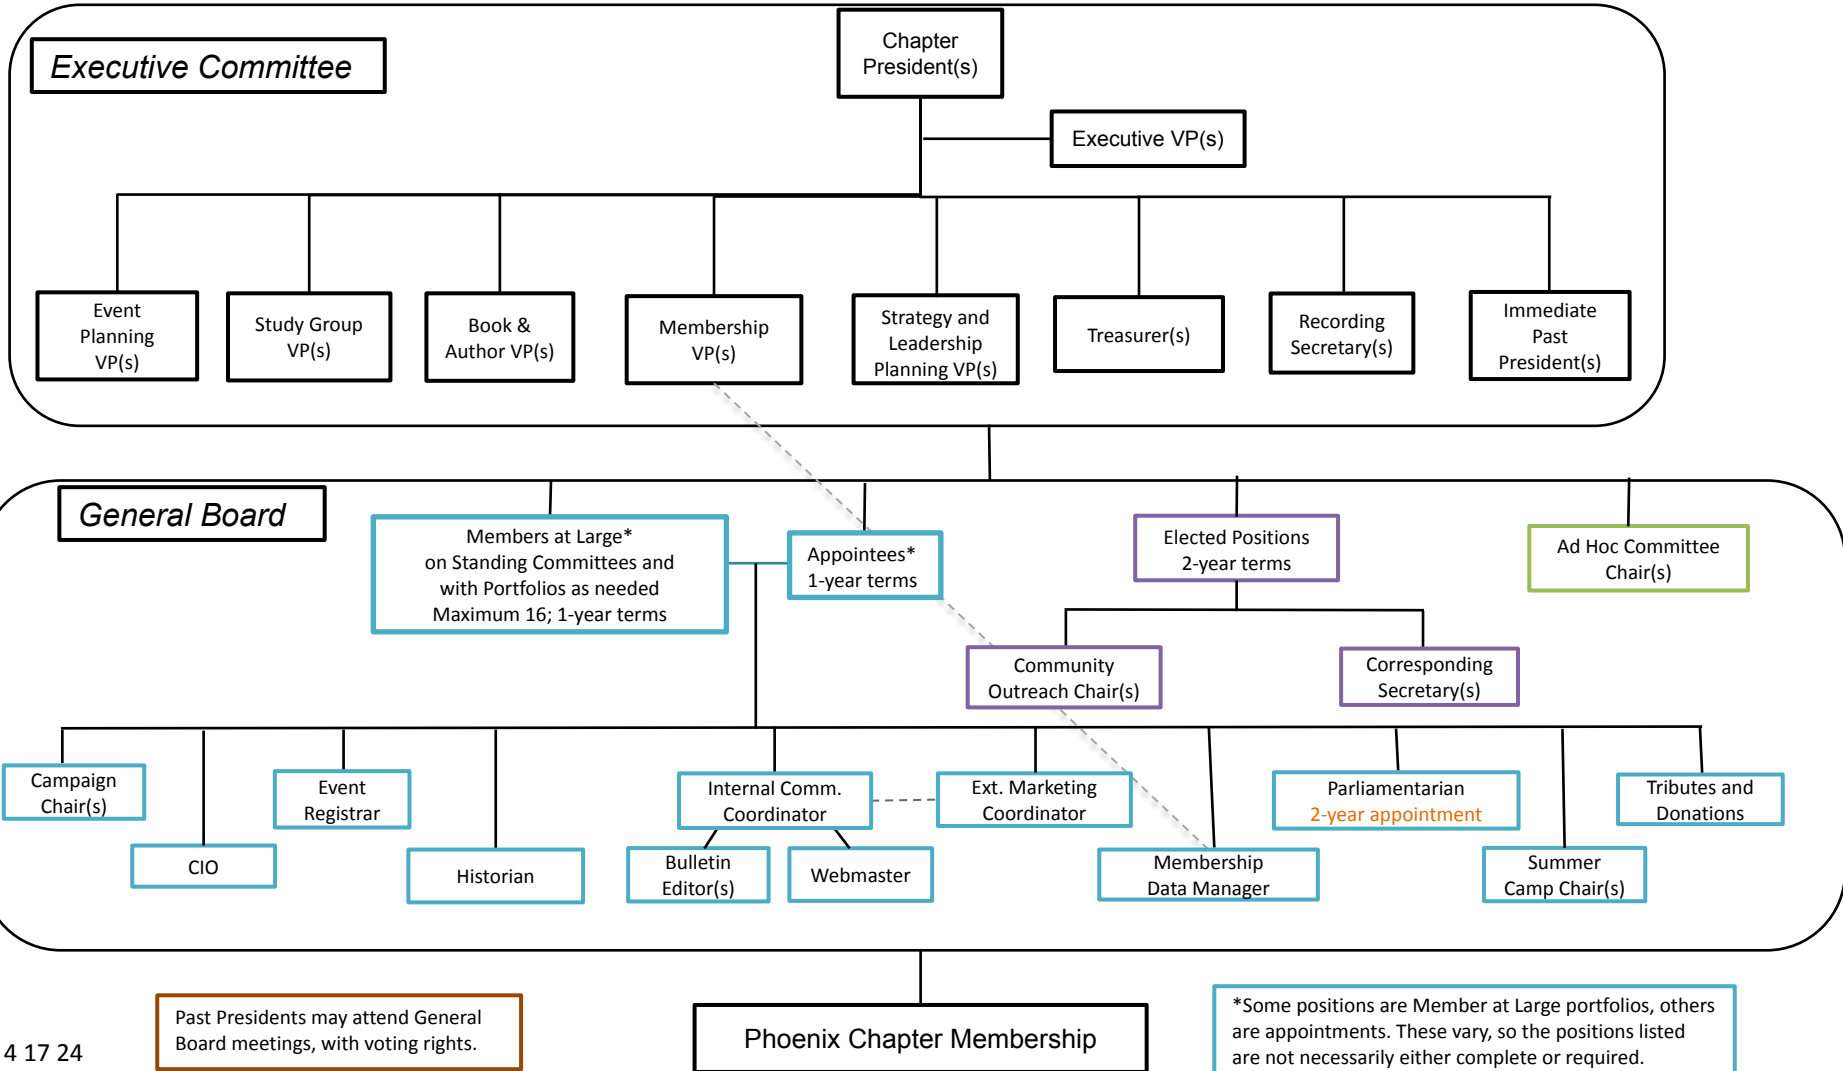 Executive Committee
Chapter
President(s)
Executive VP(s)
Event
Planning
VP(s)
Study Group
VP(s)
Book &
Author VP(s)
Membership
VP(s)
Strategy and
Leadership
Planning VP(s)
Treasurer(s)
Recording
Secretary(s)
Immediate
Past
President(s)
General Board
Members at Large*
on Standing Committees and
with Portfolios as needed
Maximum 16; 1-year terms
Appointees*
1-year terms
Elected Positions
2-year terms
Ad Hoc Committee
Chair(s)
Community
Outreach Chair(s)
Corresponding
Secretary(s)
Campaign
Chair(s)
CIO
Event
Registrar
Historian
Internal Comm.
Coordinator
Bulletin
Editor(s)
Webmaster
Ext. Marketing
Coordinator
Membership
Data Manager
Parliamentarian
2-year appointment
Summer
Camp Chair(s)
Tributes and
Donations
4 17 24
Past Presidents may attend General
Board meetings, with voting rights.
Phoenix Chapter Membership
*Some positions are Member at Large portfolios, others
are appointments. These vary, so the positions listed
are not necessarily either complete or required.